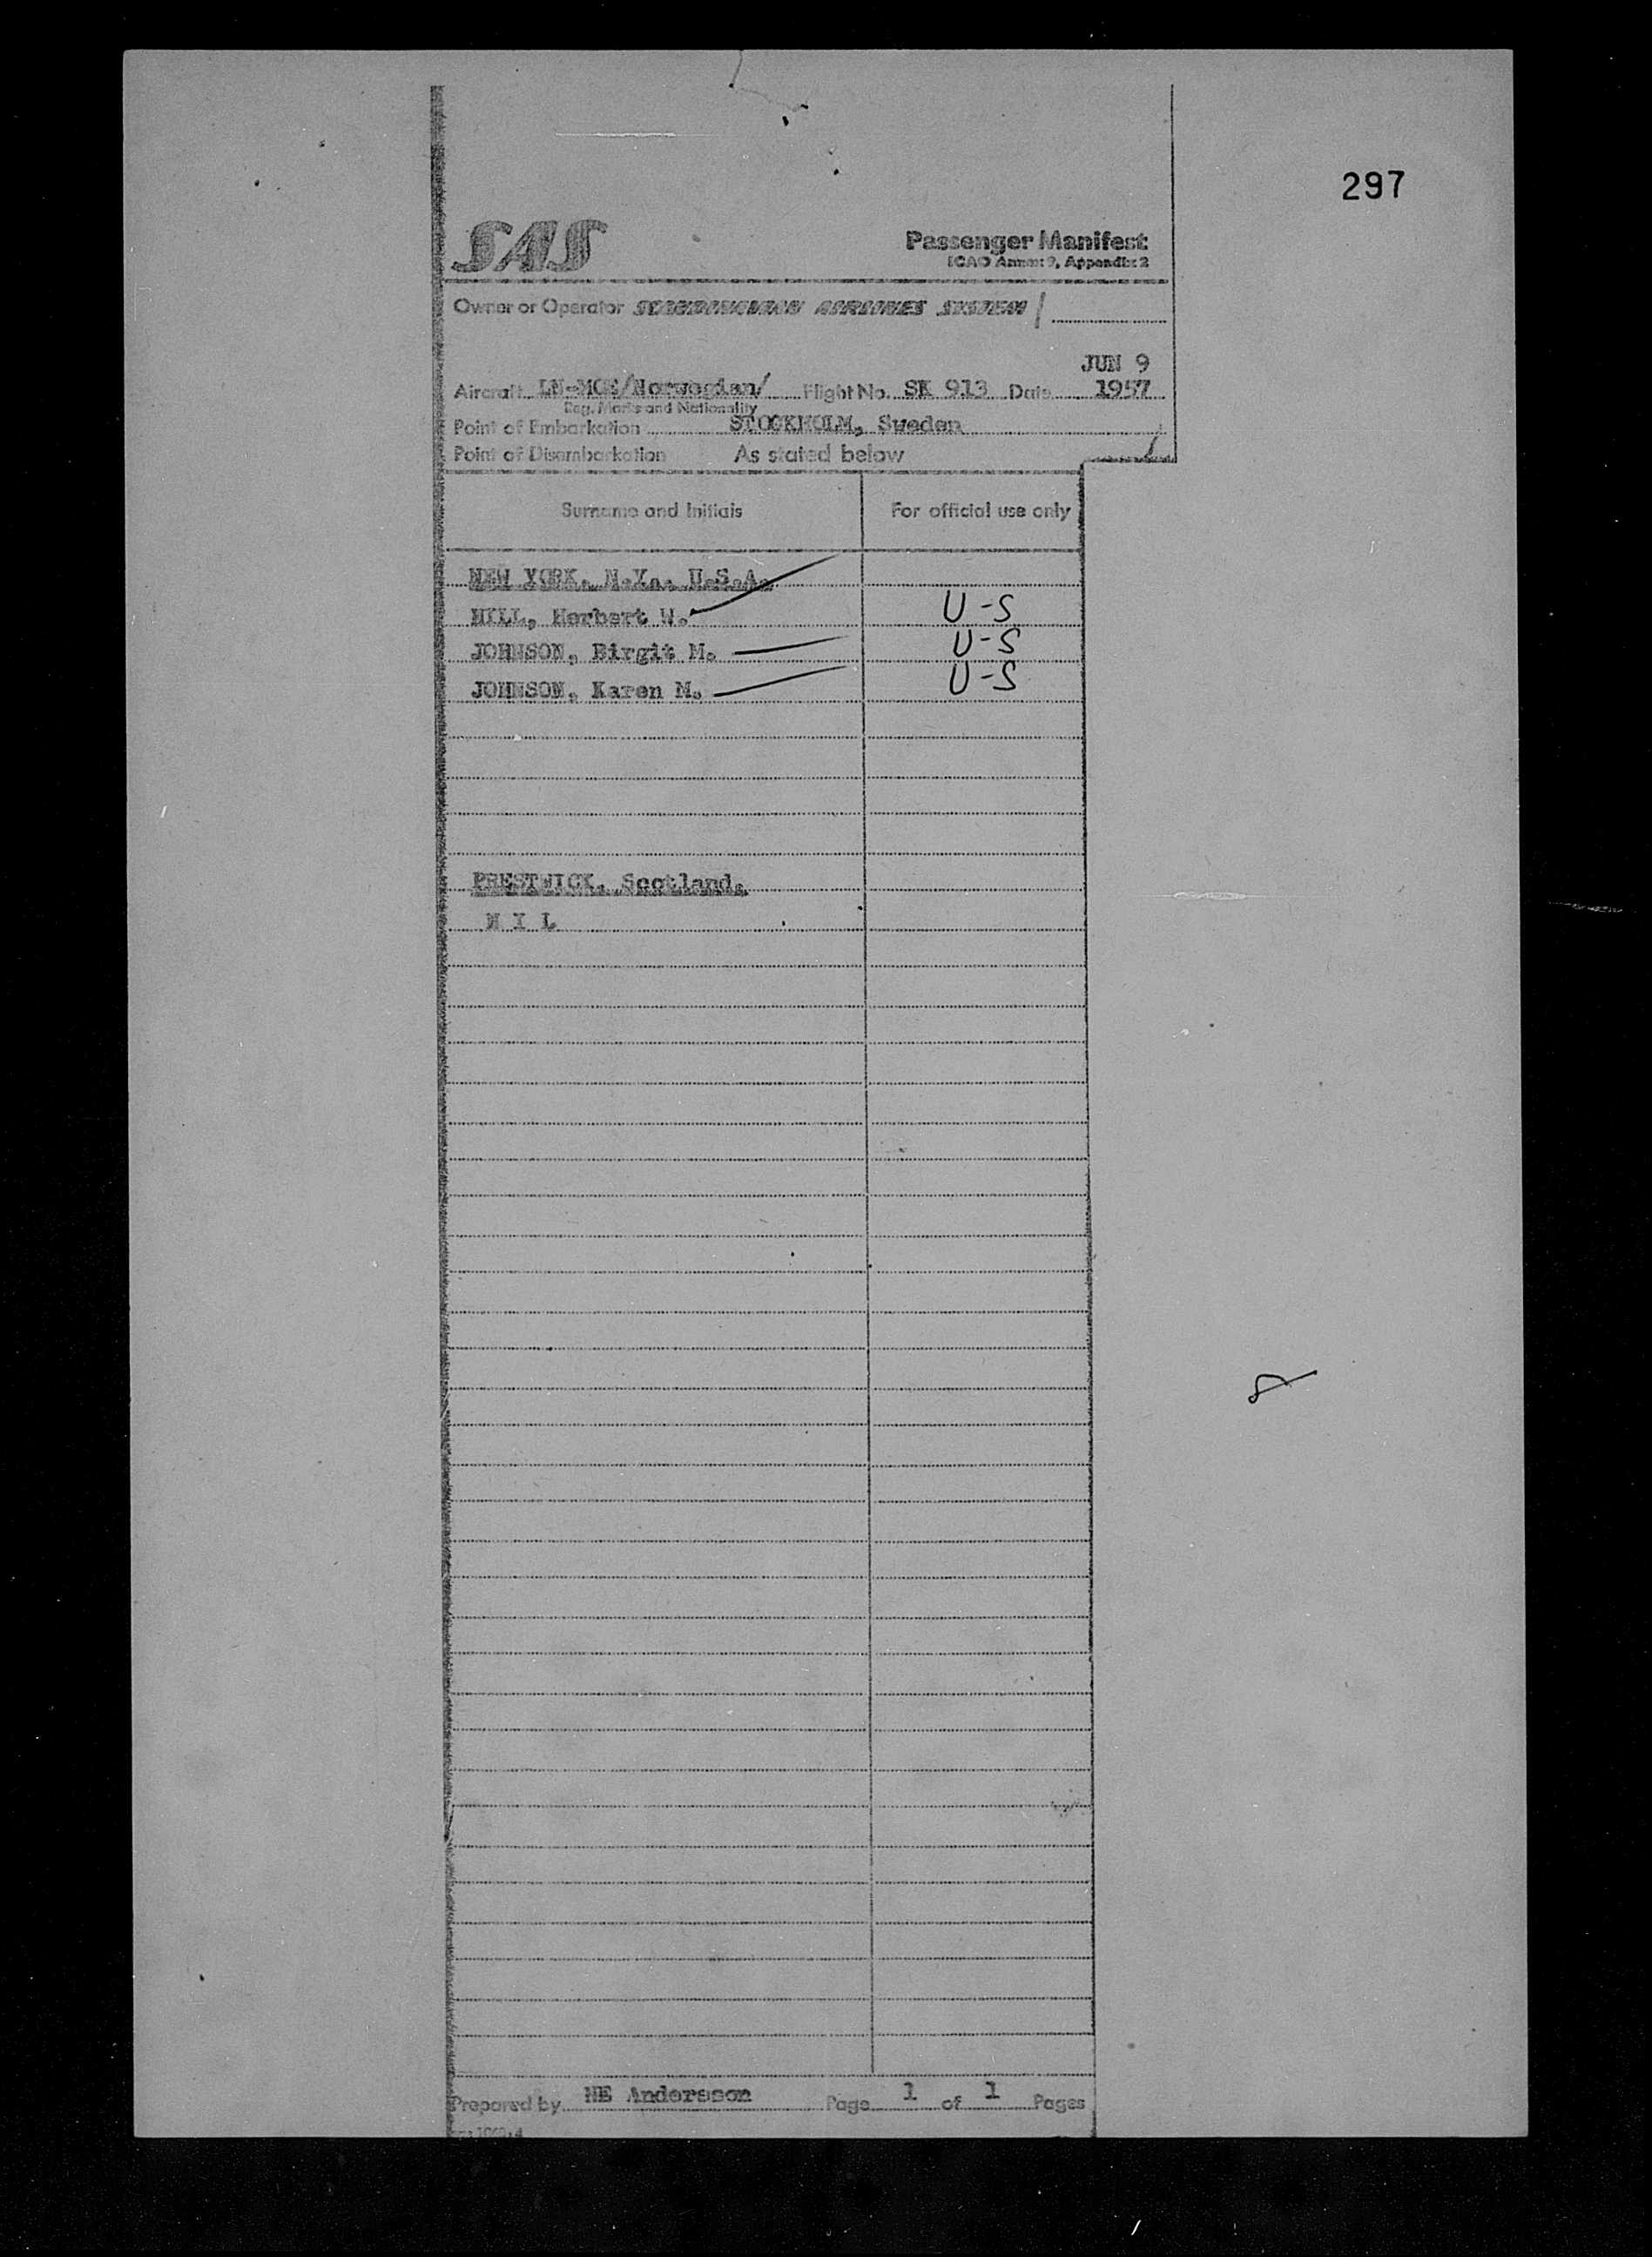 297
SAS
Passenger Manifest
ICAO Annex 9, Appendix 2
Owner or Operator SCANDINAVIAN AIRLINES SYSTEM /
JUN 9
Aircraft LN-MOE/Norwegian/ Flight No. SK 913 Date 1957
Reg. Marks and Nationality
Point of Embarkation STOCKHOLM, Sweden
Point of Disembarkation As stated below
Surname and Initials For official use only
NEW YORK, N.Y., U.S.A.
HILL, Herbert W. U-S
JOHNSON, Birgit M. U-S
JOHNSON, Karen M. U-S
PRESTWICK, Scotland.
N I L
Prepared by Andersson Page 1 of 1 Pages